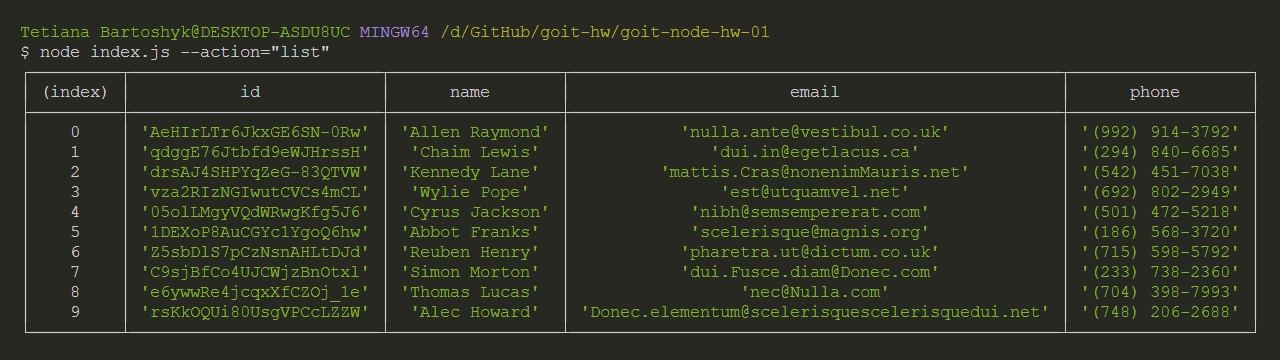 Tetiana Bartoshyk@DESKTOP-ASDU8UC MINGW64 /d/GitHub/goit-hw/goit-node-hw-01
$ node index.js --action="list"
(index) id name email phone
0 'AeHIrLTr6JkxGE6SN-0Rw' 'Allen Raymond' 'nulla.ante@vestibul.co.uk' '(992) 914-3792'
1 'qdggE76Jtbfd9eWJHrssH' 'Chaim Lewis' 'dui.in@egetlacus.ca' '(294) 840-6685'
2 'drsAJ4SHPYqZeG-83QTVW' 'Kennedy Lane' 'mattis.Cras@nonenimMauris.net' '(542) 451-7038'
3 'vza2RIzNGIwutCVCs4mCL' 'Wylie Pope' 'est@utquamvel.net' '(692) 802-2949'
4 '05olLMgyVQdWRwgKfg5J6' 'Cyrus Jackson' 'nibh@semsempererat.com' '(501) 472-5218'
5 '1DEXoP8AuCGYc1YgoQ6hw' 'Abbot Franks' 'scelerisque@magnis.org' '(186) 568-3720'
6 'Z5sbDlS7pCzNsnAHLtDJd' 'Reuben Henry' 'pharetra.ut@dictum.co.uk' '(715) 598-5792'
7 'C9sjBfCo4UJCWjzBnOtxl' 'Simon Morton' 'dui.Fusce.diam@Donec.com' '(233) 738-2360'
8 'e6ywwRe4jcqxXfCZOj_1e' 'Thomas Lucas' 'nec@Nulla.com' '(704) 398-7993'
9 'rsKkOQUi80UsgVPCcLZZW' 'Alec Howard' 'Donec.elementum@scelerisquescelerisquedui.net' '(748) 206-2688'